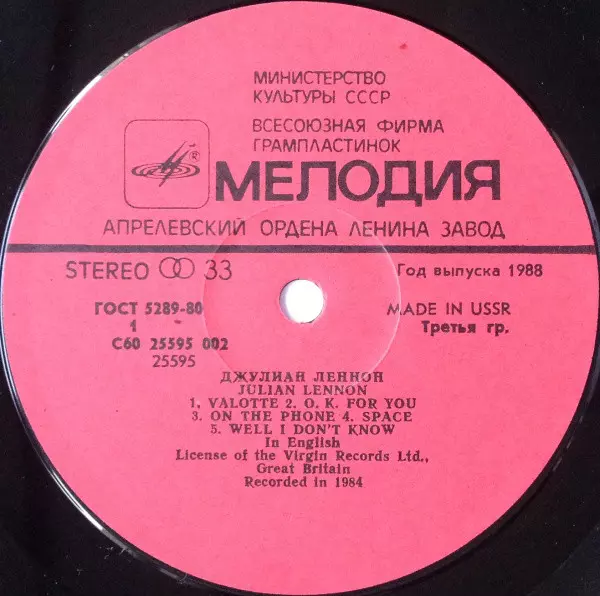 МИНИСТЕРСТВО
КУЛЬТУРЫ СССР
ВСЕСОЮЗНАЯ ФИРМА
ГРАМПЛАСТИНОК
®
МЕЛОДИЯ
АПРЕЛЕВСКИЙ ОРДЕНА ЛЕНИНА ЗАВОД
STEREO 33
Год выпуска 1988
ГОСТ 5289-80
MADE IN USSR
1
Третья гр.
С60 25595 002
25595
ДЖУЛИАН ЛЕННОН
JULIAN LENNON
1. VALOTTE 2. O. K. FOR YOU
3. ON THE PHONE 4. SPACE
5. WELL I DON'T KNOW
In English
License of the Virgin Records Ltd.,
Great Britain
Recorded in 1984